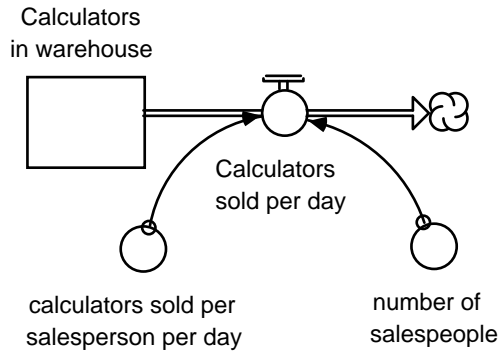 Calculators
in warehouse
Calculators
sold per day
calculators sold per
salesperson per day
number of
salespeople